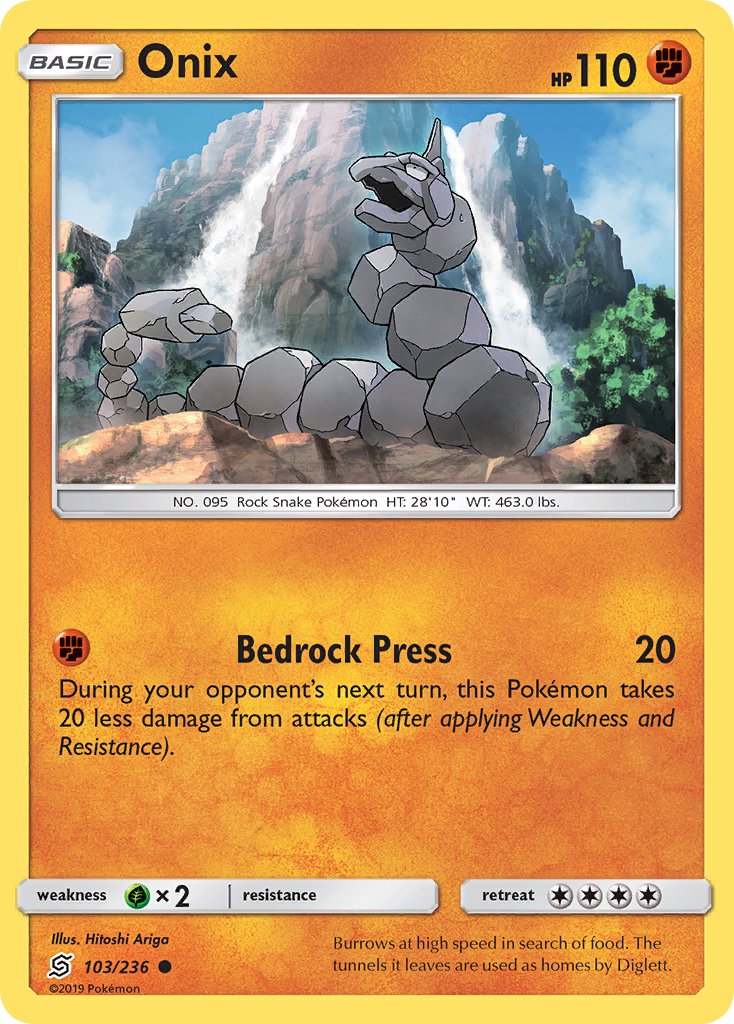 BASIC Onix HP 110
NO. 095 Rock Snake Pokémon HT: 28'10" WT: 463.0 lbs.
Bedrock Press 20
During your opponent's next turn, this Pokémon takes
20 less damage from attacks (after applying Weakness and
Resistance).
weakness × 2 resistance retreat
Illus. Hitoshi Ariga
103/236
©2019 Pokémon
Burrows at high speed in search of food. The
tunnels it leaves are used as homes by Diglett.